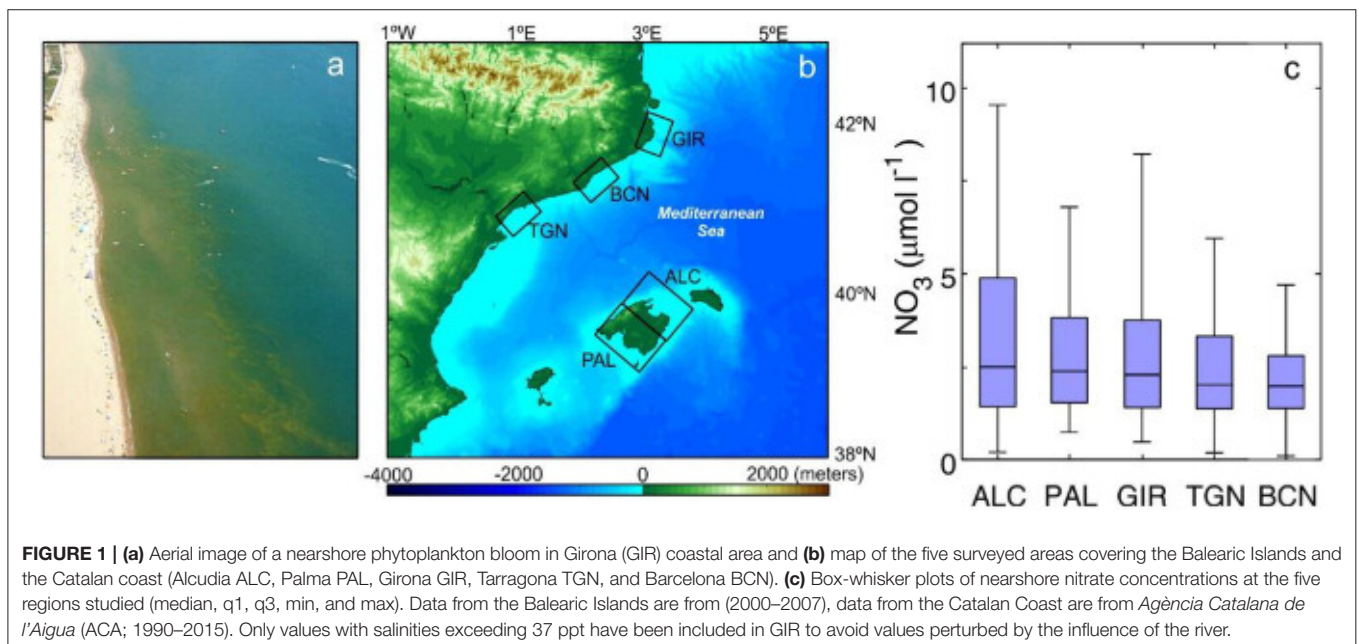 a
1ºW 1ºE 3ºE 5ºE
b
42ºN
40ºN
38ºN
GIR
BCN
TGN
Mediterranean
Sea
ALC
PAL
-4000 -2000 0 2000 (meters)
c
NO3 (µmol l-1)
10
5
0
ALC PAL GIR TGN BCN
FIGURE 1 | (a) Aerial image of a nearshore phytoplankton bloom in Girona (GIR) coastal area and (b) map of the five surveyed areas covering the Balearic Islands and
the Catalan coast (Alcudia ALC, Palma PAL, Girona GIR, Tarragona TGN, and Barcelona BCN). (c) Box-whisker plots of nearshore nitrate concentrations at the five
regions studied (median, q1, q3, min, and max). Data from the Balearic Islands are from (2000–2007), data from the Catalan Coast are from Agència Catalana de
l'Aigua (ACA; 1990–2015). Only values with salinities exceeding 37 ppt have been included in GIR to avoid values perturbed by the influence of the river.